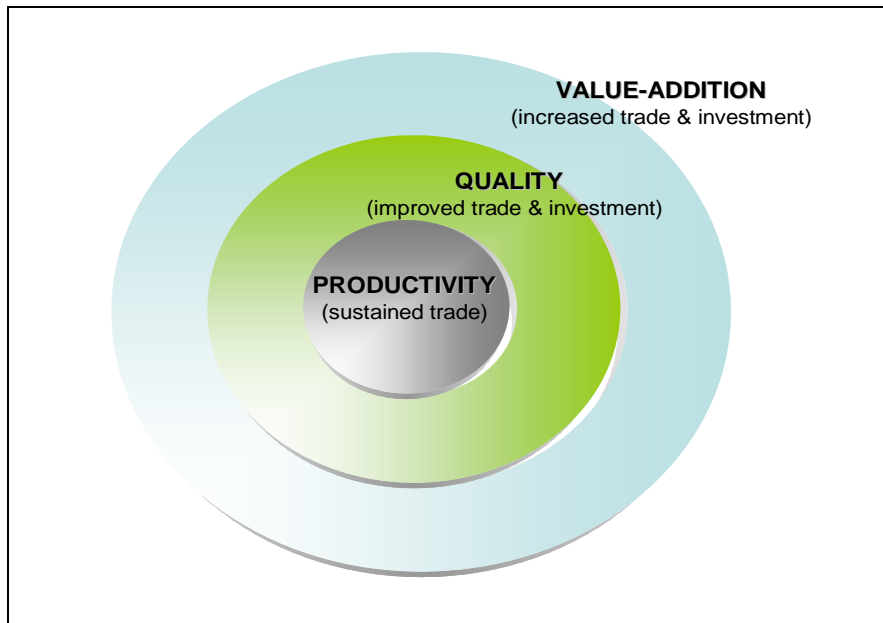 VALUE-ADDITION
(increased trade & investment)
QUALITY
(improved trade & investment)
PRODUCTIVITY
(sustained trade)